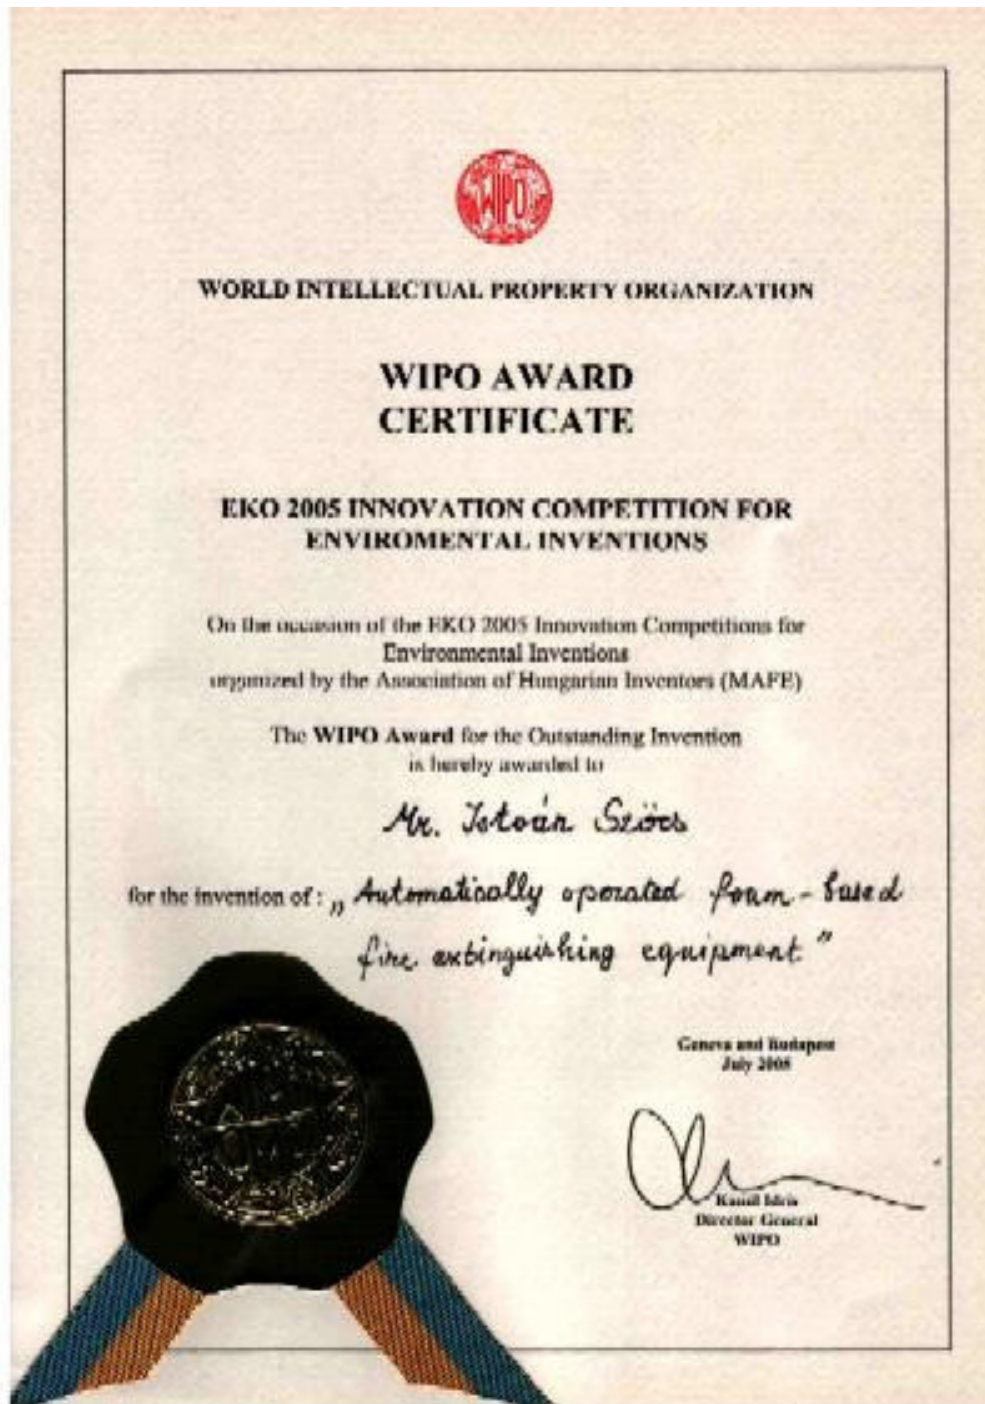 WIPO
WORLD INTELLECTUAL PROPERTY ORGANIZATION
WIPO AWARD
CERTIFICATE
EKO 2005 INNOVATION COMPETITION FOR
ENVIROMENTAL INVENTIONS
On the occasion of the EKO 2005 Innovation Competitions for
Environmental Inventions
organized by the Association of Hungarian Inventors (MAFE)
The WIPO Award for the Outstanding Invention
is hereby awarded to
Mr. István Szöcs
for the invention of : „Automatically operated foam-based
fire extinguishing equipment”
Geneva and Budapest
July 2005
Kamil Idris
Director General
WIPO